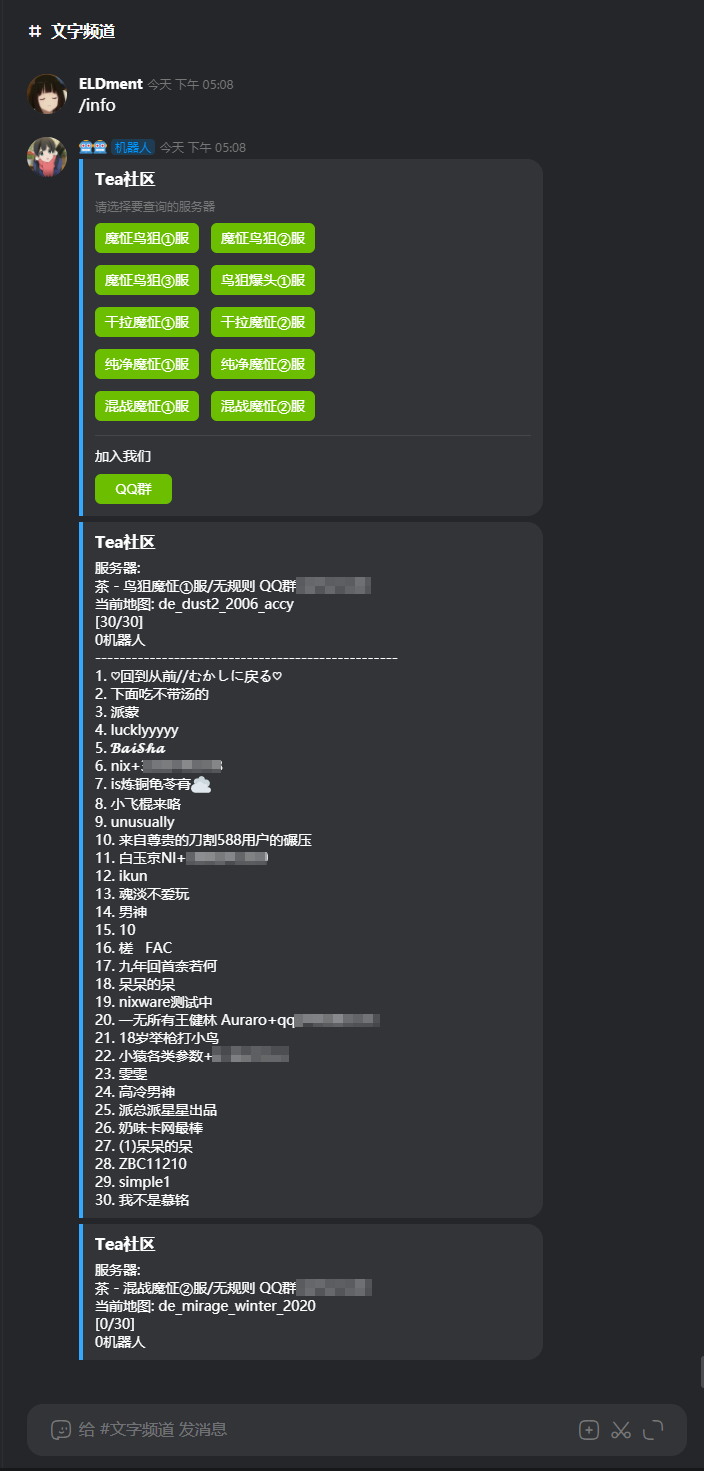 # 文字频道
ELDment 今天 下午 05:08
/info
机器人 今天 下午 05:08
Tea社区
请选择要查询的服务器
魔怔鸟狙①服 魔怔鸟狙②服
魔怔鸟狙③服 鸟狙爆头①服
干拉魔怔①服 干拉魔怔②服
纯净魔怔①服 纯净魔怔②服
混战魔怔①服 混战魔怔②服
加入我们
QQ群
Tea社区
服务器:
茶 - 鸟狙魔怔①服/无规则 QQ群
当前地图: de_dust2_2006_accy
[30/30]
0机器人
--------------------------------------------------
1. ♡回到从前//むかしに戻る♡
2. 下面吃不带汤的
3. 派蒙
4. lucklyyyyy
5. 𝓑𝓪𝓲𝓢𝓱𝓪
6. nix+
7. is炼铜龟苓膏☁
8. 小飞棍来咯
9. unusually
10. 来自尊贵的刀割588用户的碾压
11. 白玉京NI+
12. ikun
13. 魂淡不爱玩
14. 男神
15. 10
16. 槎 FAC
17. 九年回首奈若何
18. 呆呆的呆
19. nixware测试中
20. 一无所有王健林 Auraro+qq
21. 18岁举枪打小鸟
22. 小猿各类参数+
23. 雯雯
24. 高冷男神
25. 派总派星星出品
26. 奶味卡网最棒
27. (1)呆呆的呆
28. ZBC11210
29. simple1
30. 我不是慕铭
Tea社区
服务器:
茶 - 混战魔怔②服/无规则 QQ群
当前地图: de_mirage_winter_2020
[0/30]
0机器人
给 #文字频道 发消息